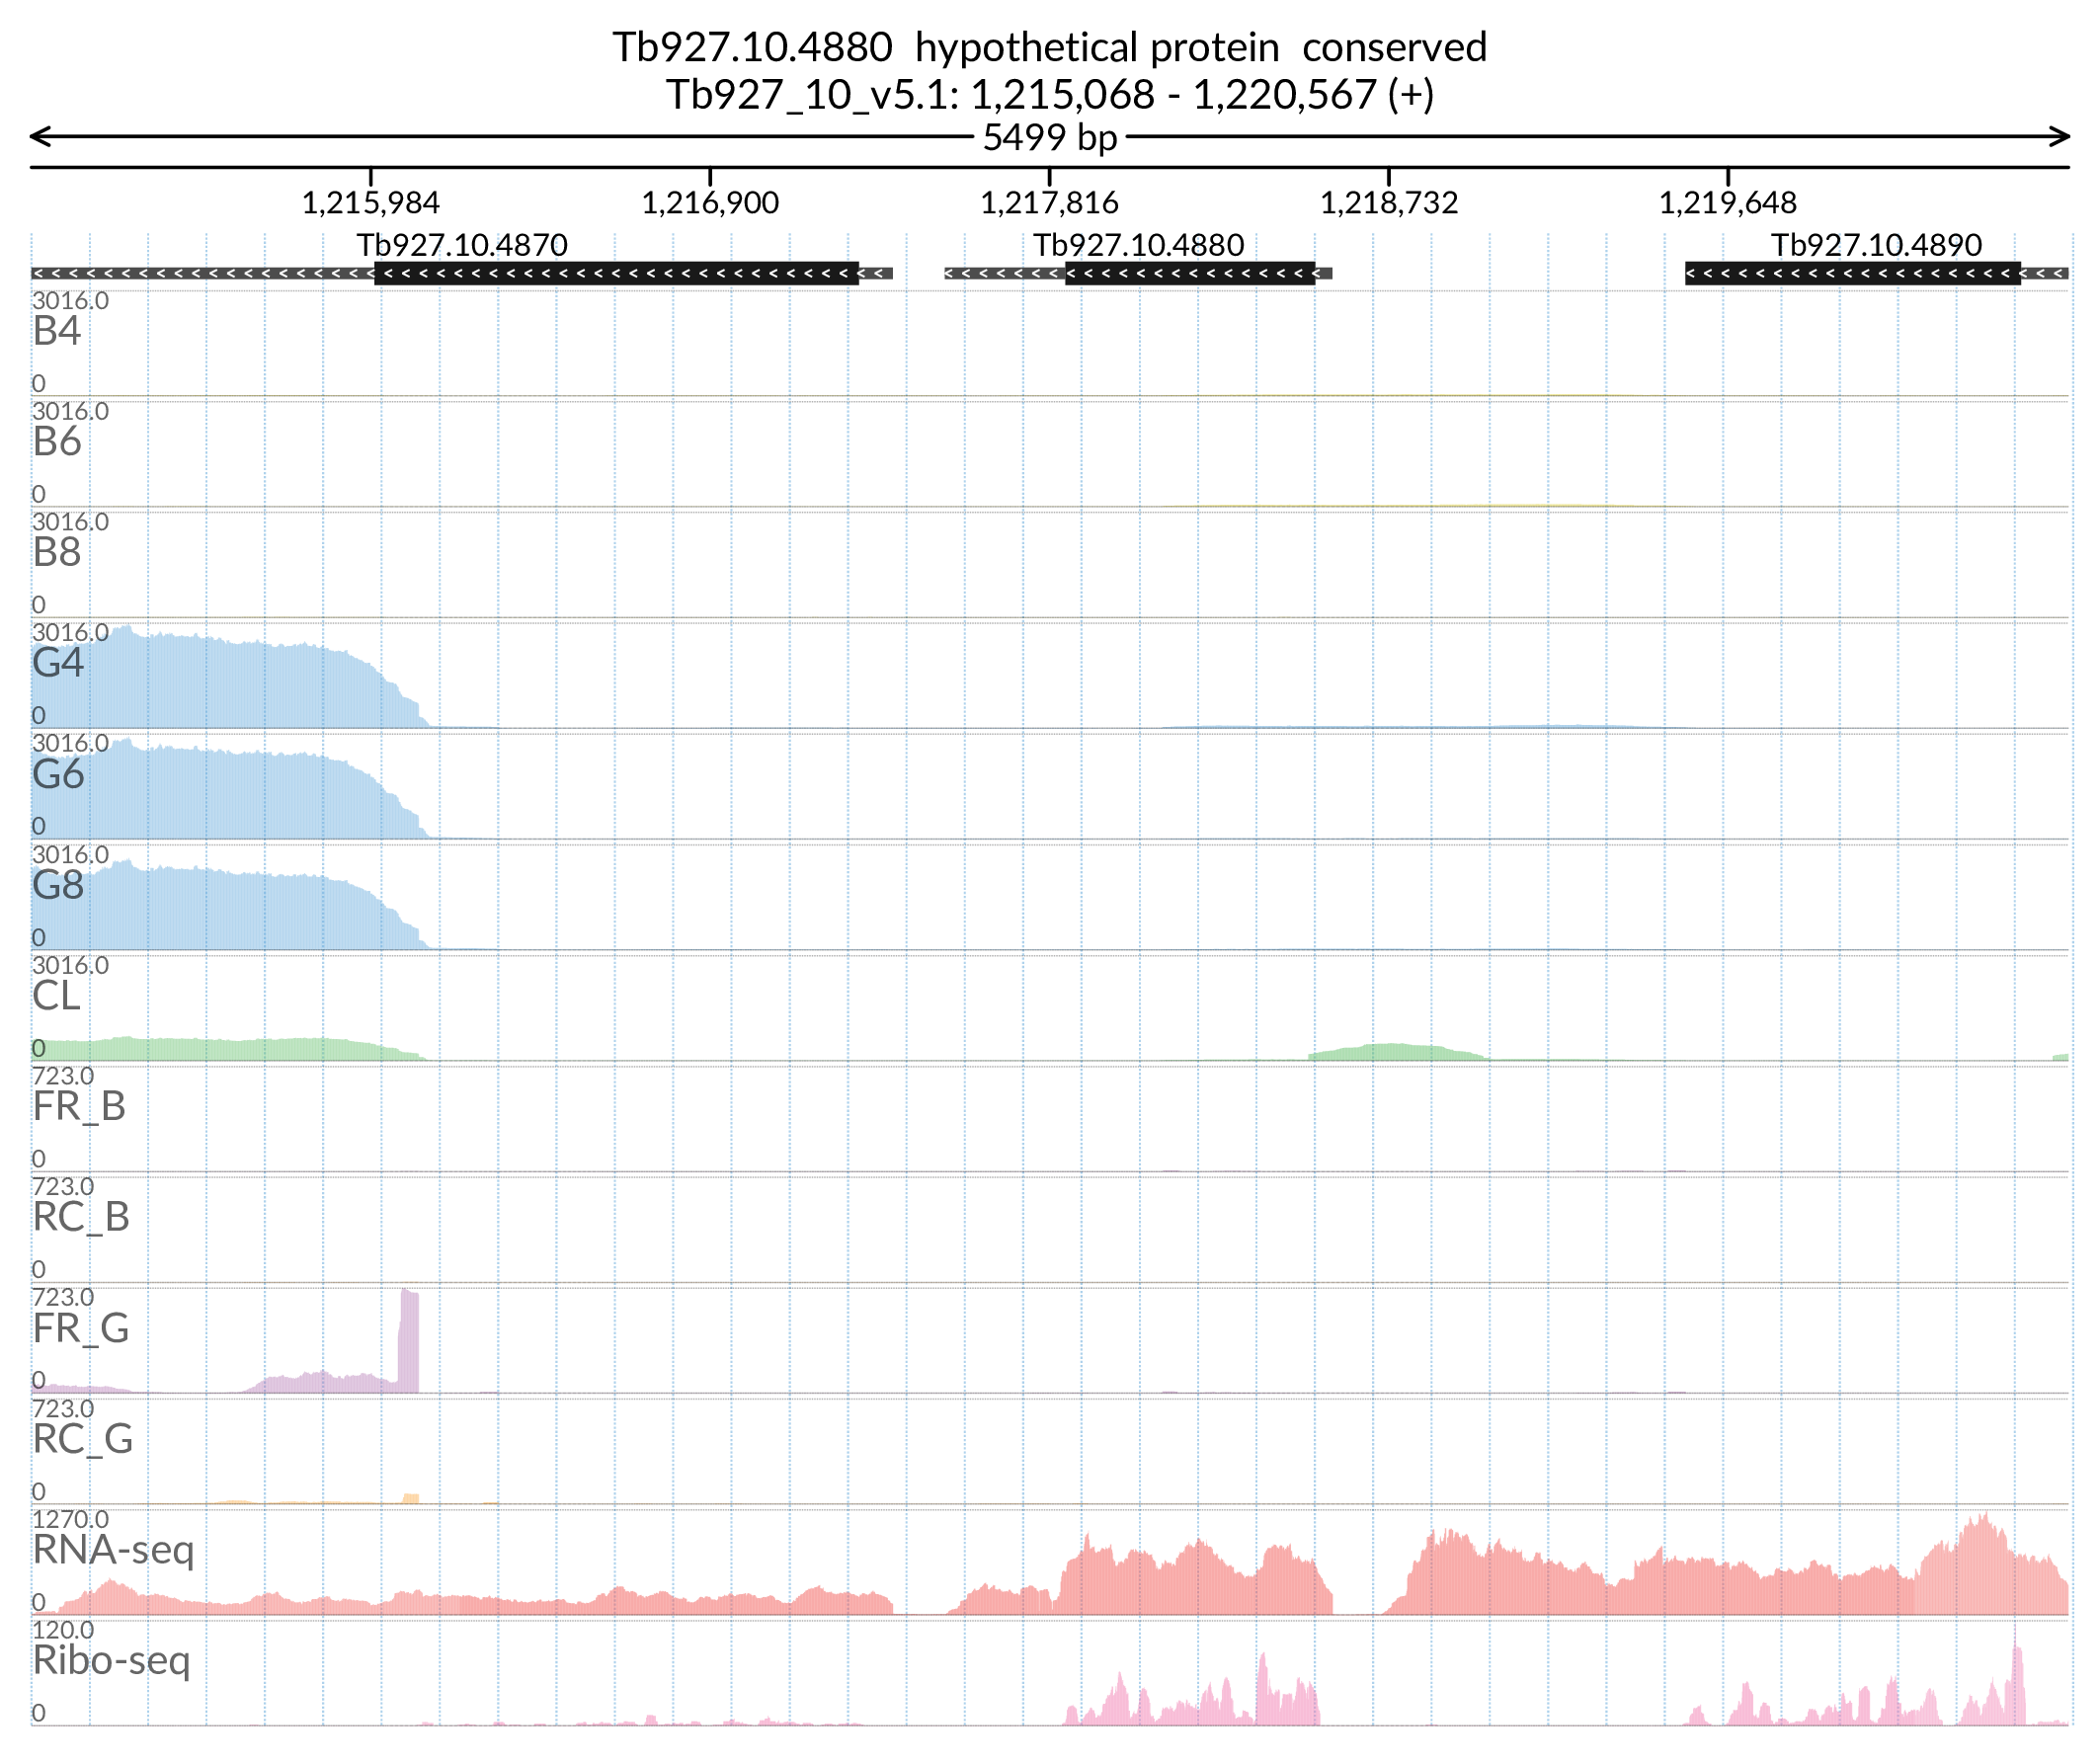 Tb927.10.4880  hypothetical protein  conserved
Tb927_10_v5.1: 1,215,068 - 1,220,567 (+)
5499 bp
1,215,984 1,216,900 1,217,816 1,218,732 1,219,648
Tb927.10.4870 Tb927.10.4880 Tb927.10.4890
3016.0
B4
0
3016.0
B6
0
3016.0
B8
0
3016.0
G4
0
3016.0
G6
0
3016.0
G8
0
3016.0
CL
0
723.0
FR_B
0
723.0
RC_B
0
723.0
FR_G
0
723.0
RC_G
0
1270.0
RNA-seq
0
120.0
Ribo-seq
0